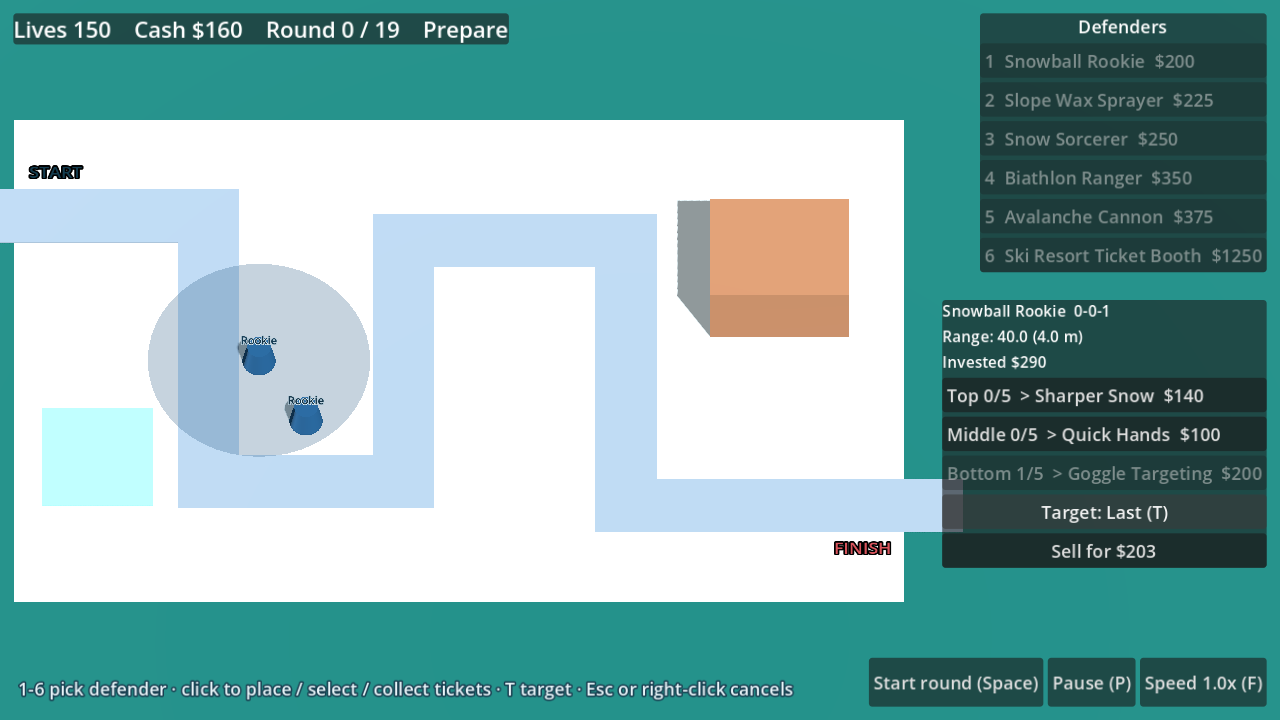 Lives 150 Cash $160 Round 0 / 19 Prepare
START
Rookie
Rookie
FINISH
Defenders
1 Snowball Rookie $200
2 Slope Wax Sprayer $225
3 Snow Sorcerer $250
4 Biathlon Ranger $350
5 Avalanche Cannon $375
6 Ski Resort Ticket Booth $1250
Snowball Rookie 0-0-1
Range: 40.0 (4.0 m)
Invested $290
Top 0/5 > Sharper Snow $140
Middle 0/5 > Quick Hands $100
Bottom 1/5 > Goggle Targeting $200
Target: Last (T)
Sell for $203
1-6 pick defender · click to place / select / collect tickets · T target · Esc or right-click cancels
Start round (Space) Pause (P) Speed 1.0x (F)